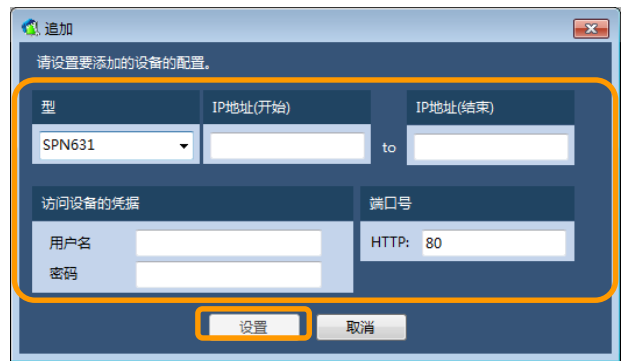 追加
请设置要添加的设备的配置。
型 IP地址(开始) IP地址(结束)
SPN631 to
访问设备的凭据 端口号
用户名 HTTP: 80
密码
设置 取消